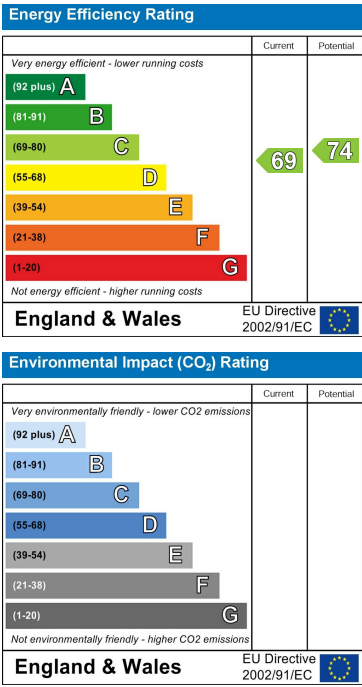 Energy Efficiency Rating
Current Potential
Very energy efficient - lower running costs
(92 plus) A
(81-91) B
(69-80) C
(55-68) D
(39-54) E
(21-38) F
(1-20) G
69 74
Not energy efficient - higher running costs
England & Wales
EU Directive
2002/91/EC
Environmental Impact (CO₂) Rating
Current Potential
Very environmentally friendly - lower CO2 emissions
(92 plus) A
(81-91) B
(69-80) C
(55-68) D
(39-54) E
(21-38) F
(1-20) G
Not environmentally friendly - higher CO2 emissions
England & Wales
EU Directive
2002/91/EC